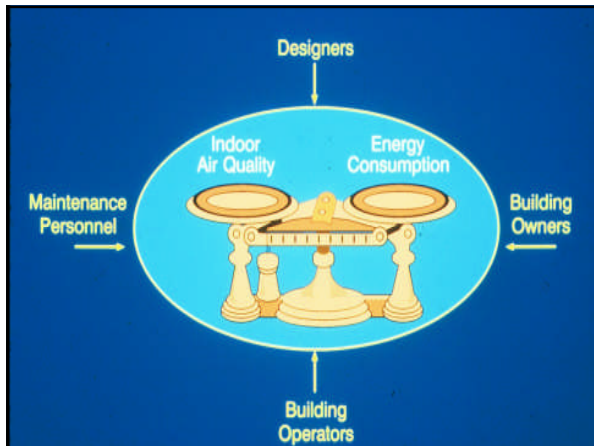 Designers
Indoor
Air Quality
Energy
Consumption
Maintenance
Personnel
Building
Owners
Building
Operators